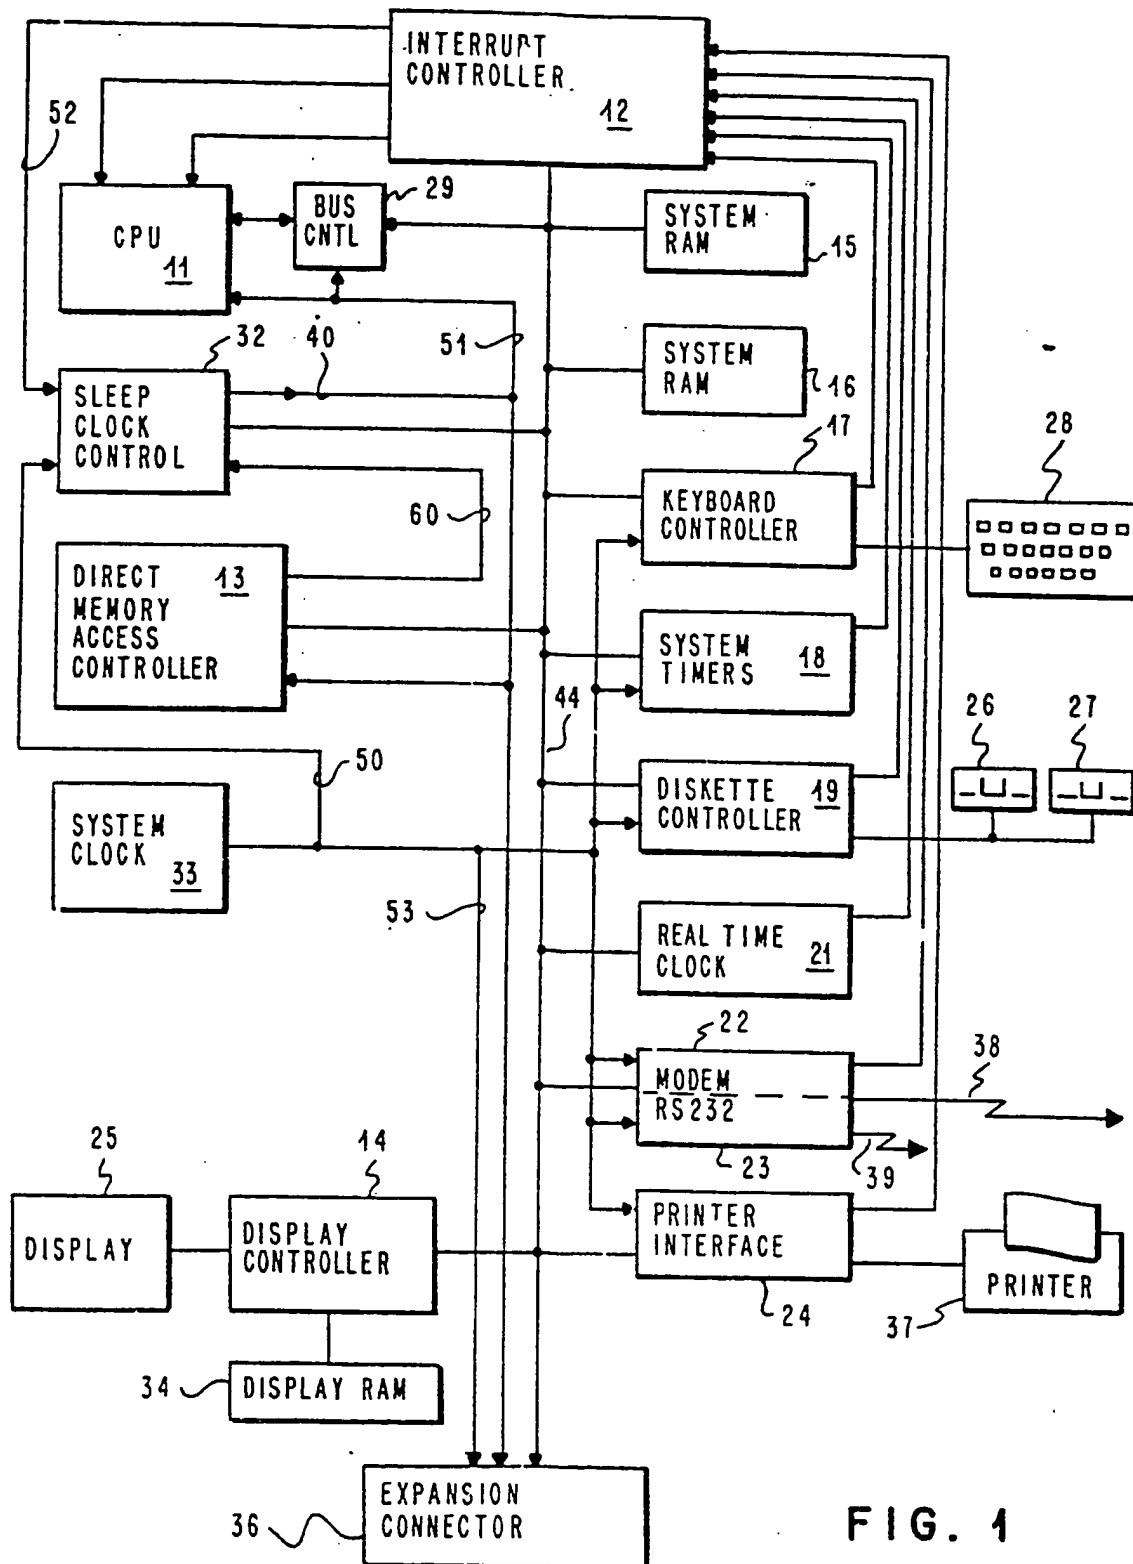 INTERRUPT
CONTROLLER
12
52
CPU
11
BUS
CNTL
29
SYSTEM
RAM
15
32
40
51
SYSTEM
RAM
16
SLEEP
CLOCK
CONTROL
17
28
KEYBOARD
CONTROLLER
60
DIRECT
MEMORY
ACCESS
CONTROLLER
13
SYSTEM
TIMERS
18
44
26
27
50
DISKETTE
CONTROLLER
19
SYSTEM
CLOCK
33
53
REAL TIME
CLOCK
21
22
38
MODEM
RS232
23
39
25
14
DISPLAY
DISPLAY
CONTROLLER
PRINTER
INTERFACE
24
PRINTER
37
34
DISPLAY RAM
EXPANSION
CONNECTOR
36
FIG. 1